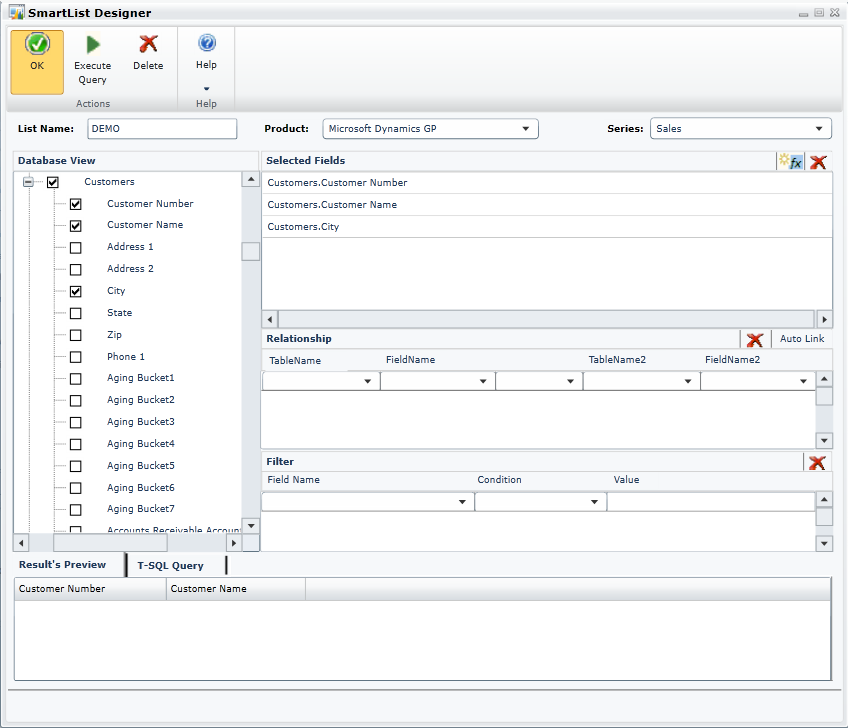 SmartList Designer
OK
Execute Query
Delete
Help
Actions
Help
List Name: DEMO Product: Microsoft Dynamics GP Series: Sales
Database View
Customers
Customer Number
Customer Name
Address 1
Address 2
City
State
Zip
Phone 1
Aging Bucket1
Aging Bucket2
Aging Bucket3
Aging Bucket4
Aging Bucket5
Aging Bucket6
Aging Bucket7
Accounts Receivable Accoun
Selected Fields fx
Customers.Customer Number
Customers.Customer Name
Customers.City
Relationship Auto Link
TableName FieldName TableName2 FieldName2
Filter
Field Name Condition Value
Result's Preview T-SQL Query
Customer Number Customer Name